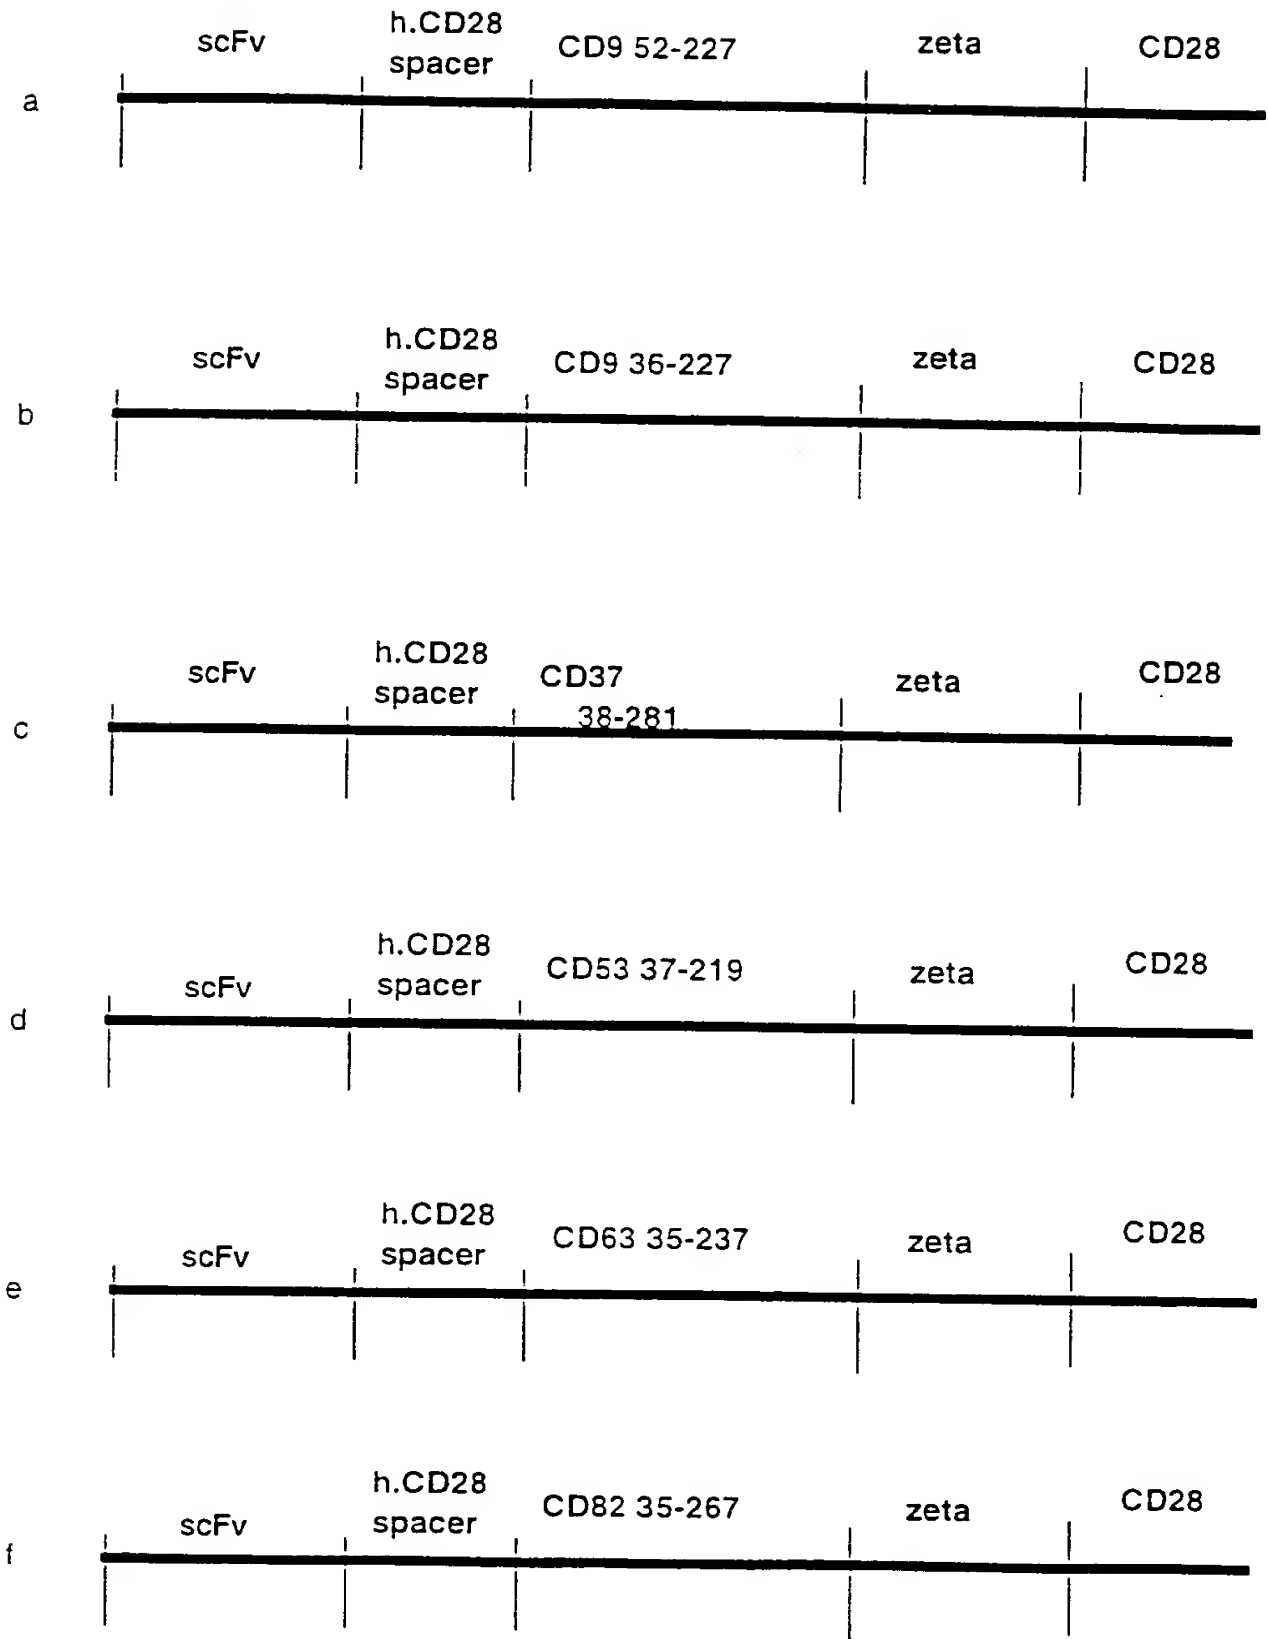 a
scFv
h.CD28
spacer
CD9 52-227
zeta
CD28
b
scFv
h.CD28
spacer
CD9 36-227
zeta
CD28
c
scFv
h.CD28
spacer
CD37
38-281
zeta
CD28
d
scFv
h.CD28
spacer
CD53 37-219
zeta
CD28
e
scFv
h.CD28
spacer
CD63 35-237
zeta
CD28
f
scFv
h.CD28
spacer
CD82 35-267
zeta
CD28